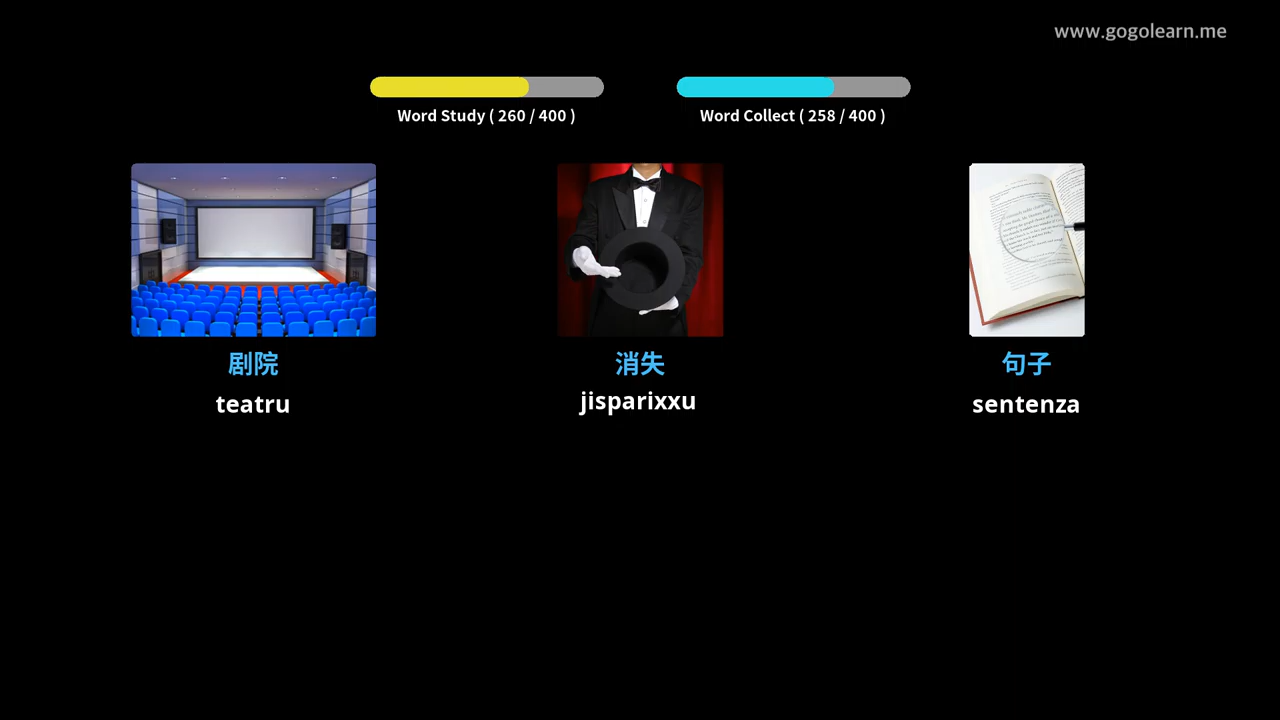 www.gogolearn.me
Word Study ( 260 / 400 )
Word Collect ( 258 / 400 )
剧院
消失
句子
teatru
jisparixxu
sentenza